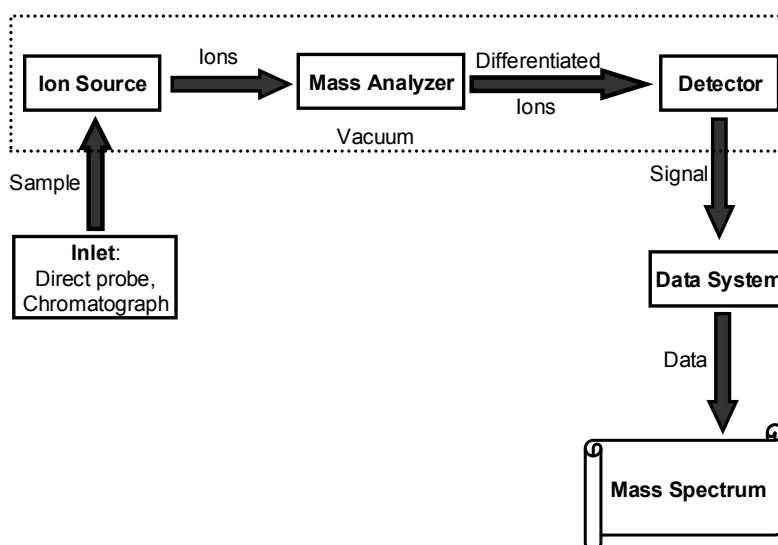 Ion Source
Ions
Mass Analyzer
Differentiated
Ions
Detector
Vacuum
Sample
Signal
Inlet:
Direct probe,
Chromatograph
Data System
Data
Mass Spectrum